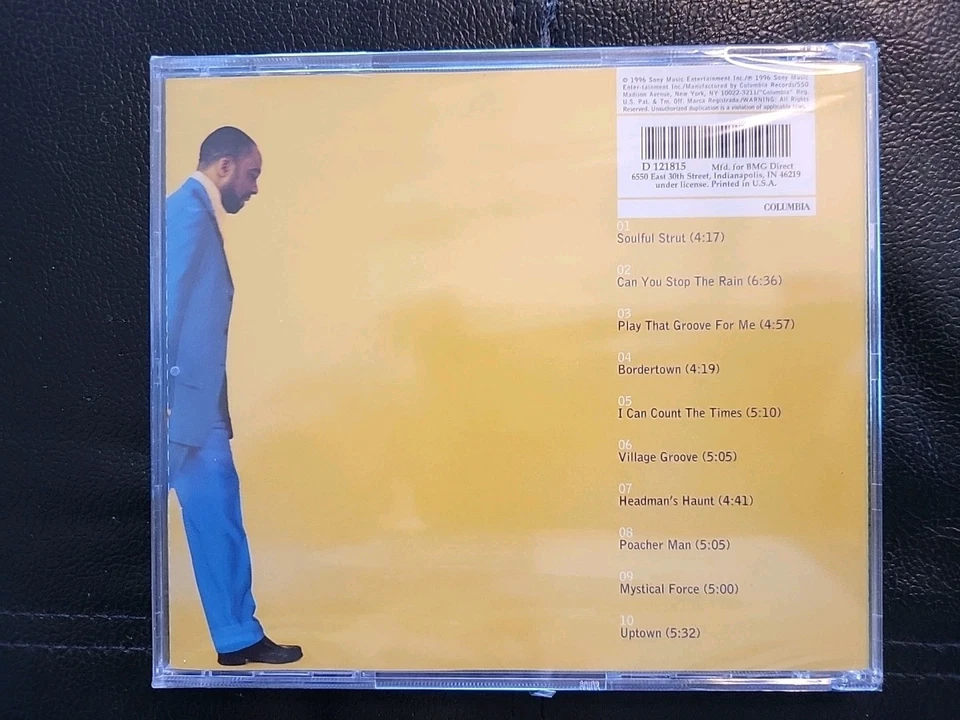 © 1996 Sony Music Entertainment Inc./℗ 1996 Sony Music
Enter-tainment Inc./Manufactured by Columbia Records/550
Madison Avenue, New York, NY 10022-3211/"Columbia" Reg.
U.S. Pat. & Tm. Off. Marca Registrada./WARNING: All Rights
Reserved. Unauthorized duplication is a violation of applicable laws.
D 121815 Mfd. for BMG Direct
6550 East 30th Street, Indianapolis, IN 46219
under license. Printed in U.S.A.
COLUMBIA
01
Soulful Strut (4:17)
02
Can You Stop The Rain (6:36)
03
Play That Groove For Me (4:57)
04
Bordertown (4:19)
05
I Can Count The Times (5:10)
06
Village Groove (5:05)
07
Headman's Haunt (4:41)
08
Poacher Man (5:05)
09
Mystical Force (5:00)
10
Uptown (5:32)